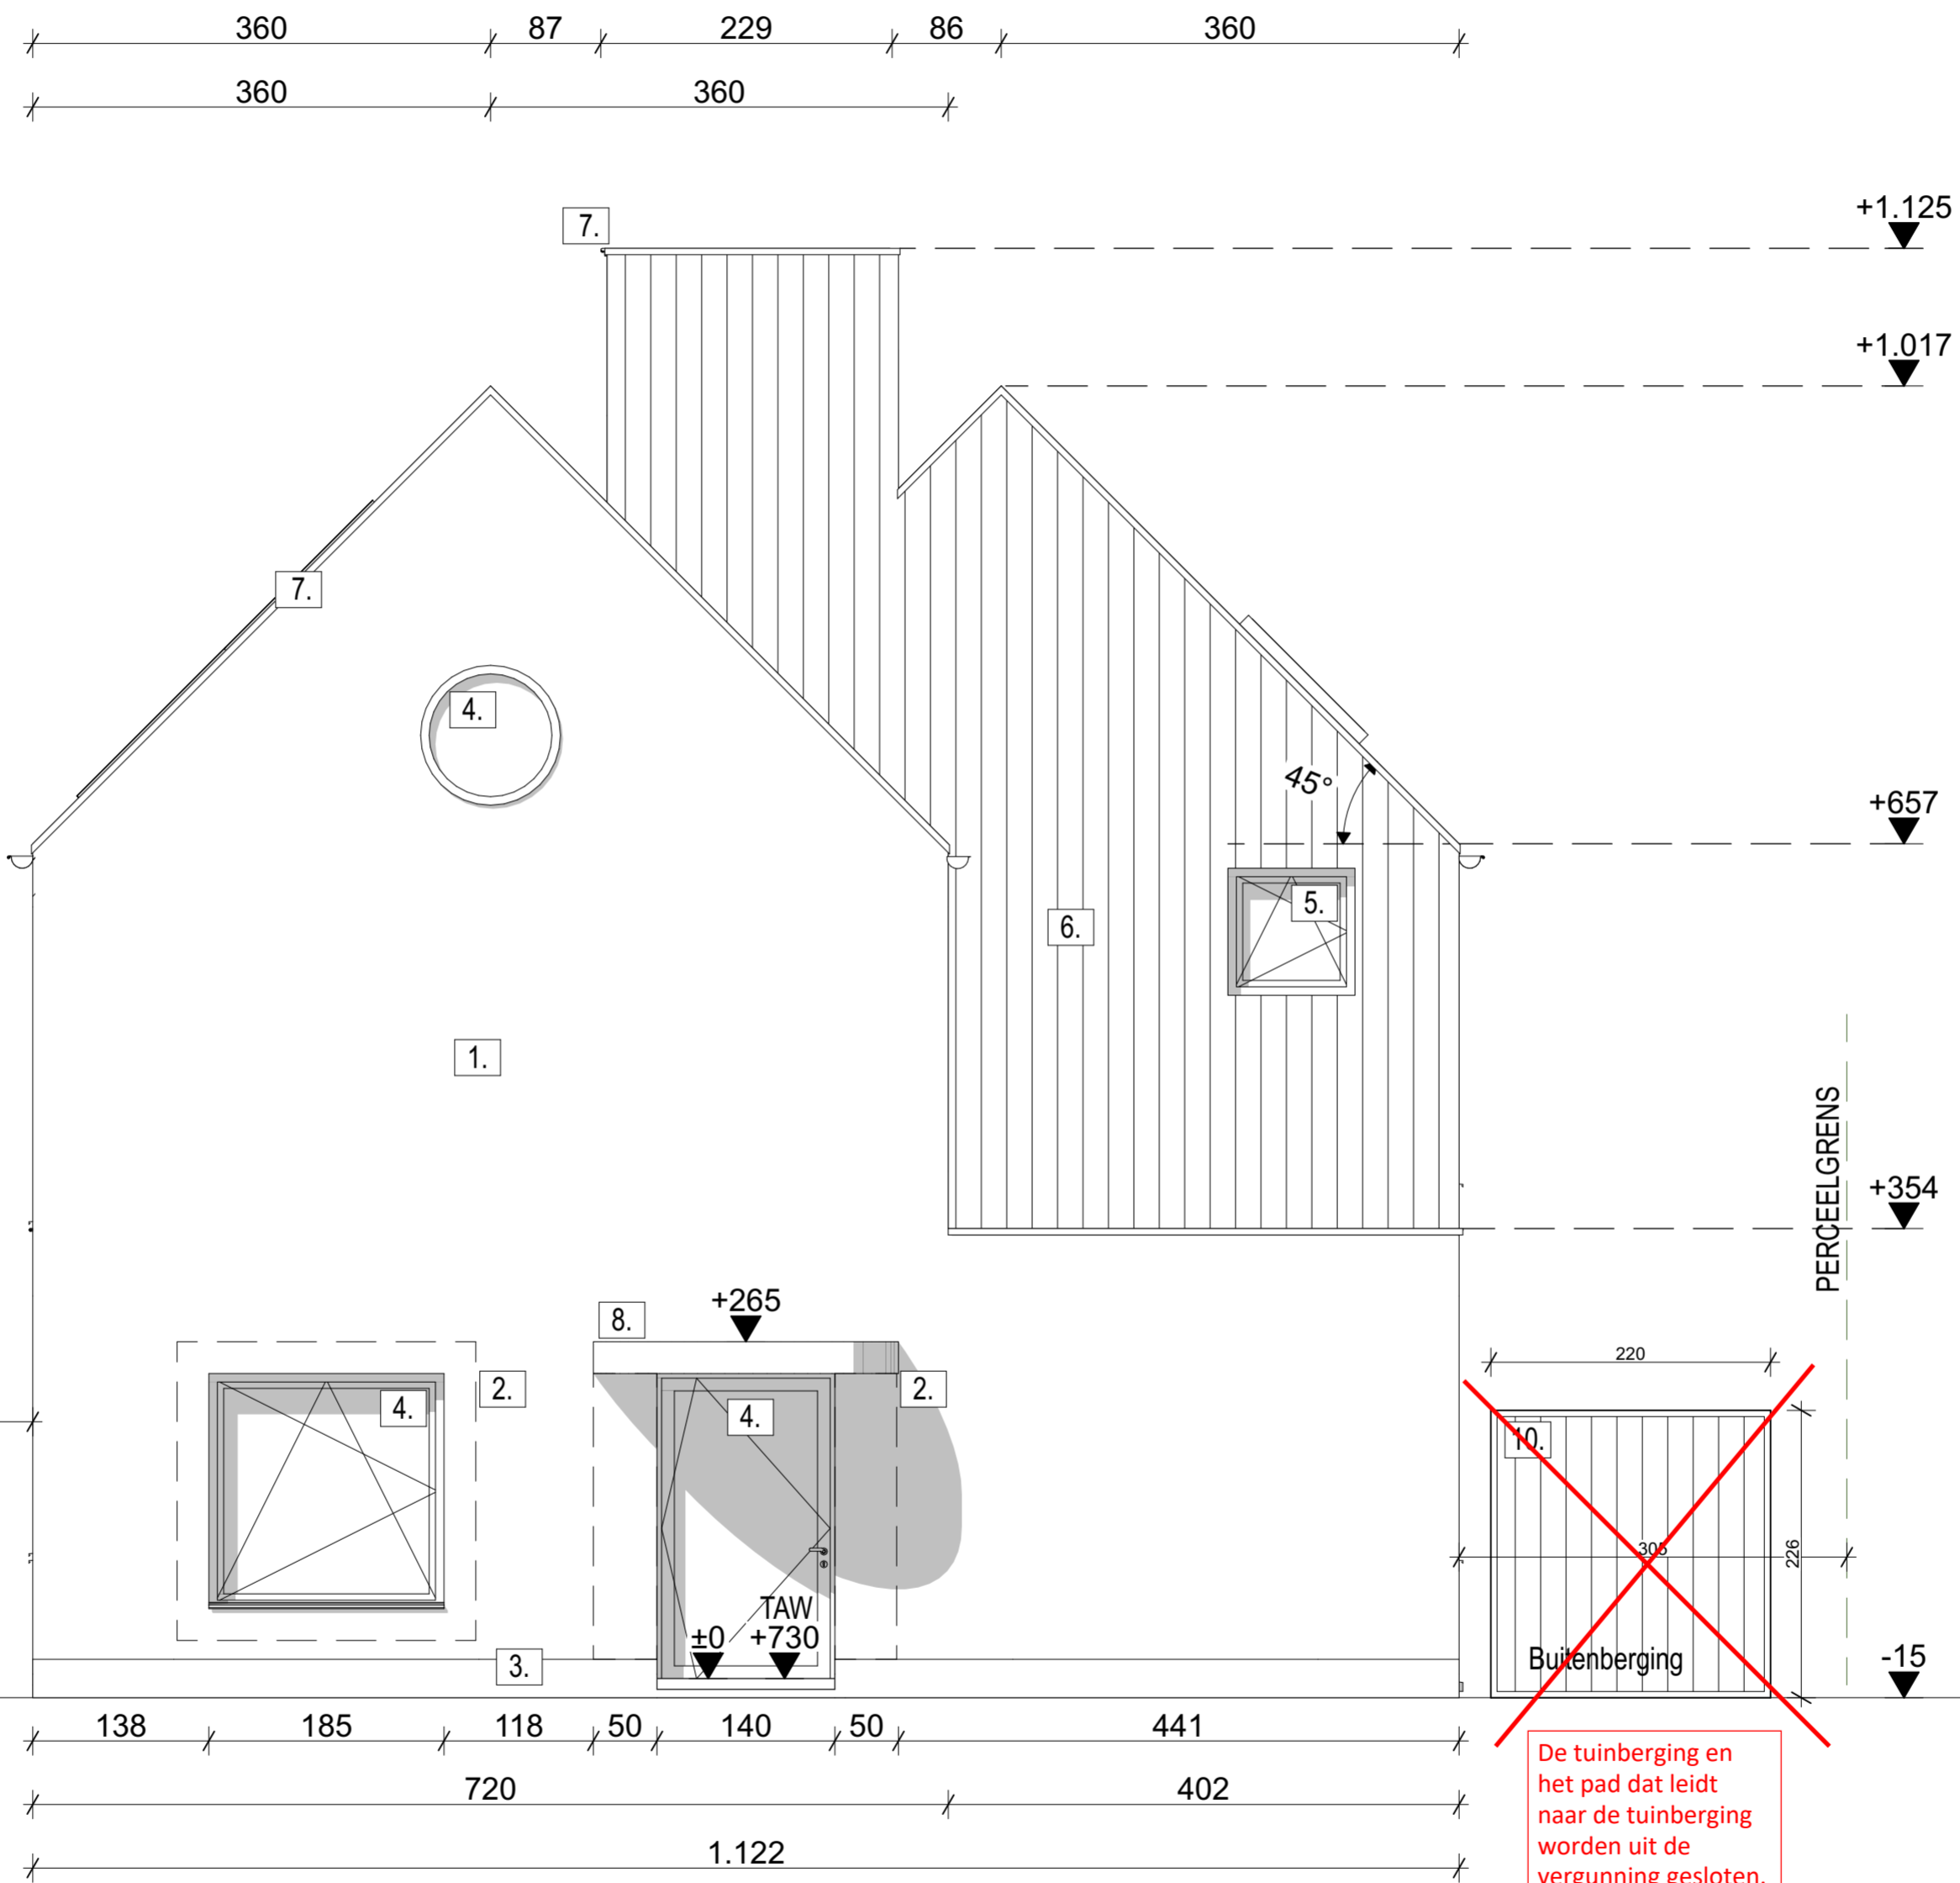 360 87 229 86 360
360 360
+1.125
7.
+1.017
7.
4.
45°
+657
5.
6.
1.
PERCEELGRENS
+354
+265
8.
220
2.
2.
4.
4.
10.
305
226
TAW
±0 +730
3.
Buitenberging
-15
138 185 118 50 140 50 441
720 402
1.122
De tuinberging en
het pad dat leidt
naar de tuinberging
worden uit de
vergunning gesloten.